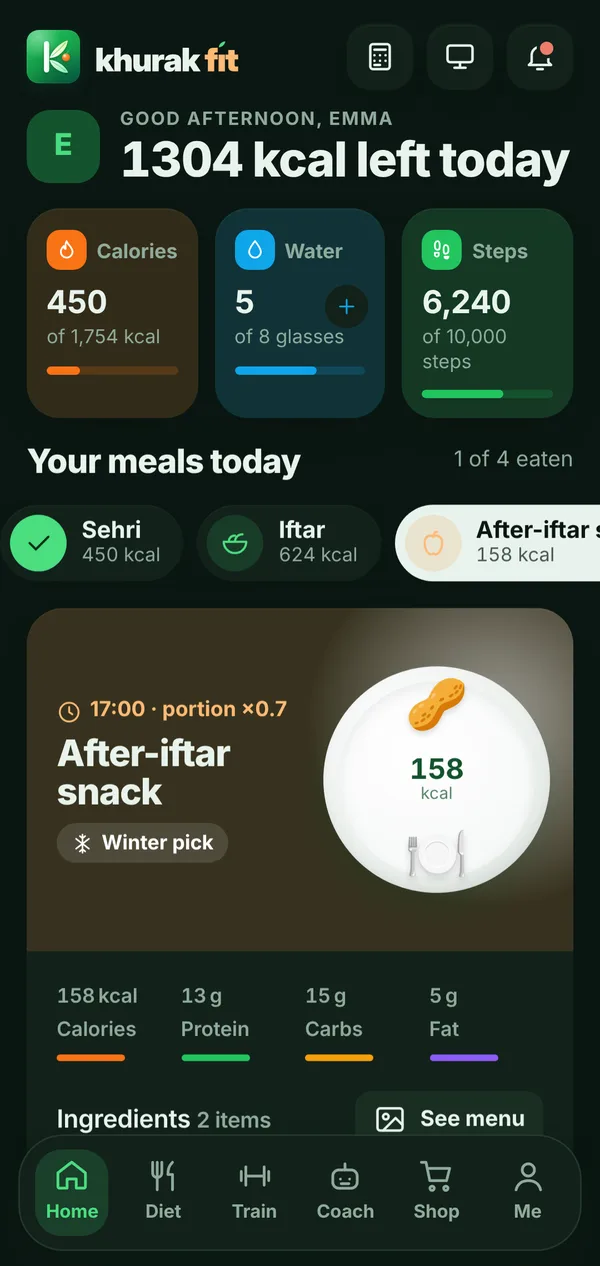 khurak fit
GOOD AFTERNOON, EMMA
E
1304 kcal left today
Calories
450
of 1,754 kcal
Water
5
of 8 glasses
Steps
6,240
of 10,000
steps
Your meals today
1 of 4 eaten
Sehri
450 kcal
Iftar
624 kcal
After-iftar s
158 kcal
17:00 · portion ×0.7
After-iftar
snack
Winter pick
158
kcal
158 kcal
Calories
13 g
Protein
15 g
Carbs
5 g
Fat
Ingredients 2 items
See menu
Home
Diet
Train
Coach
Shop
Me